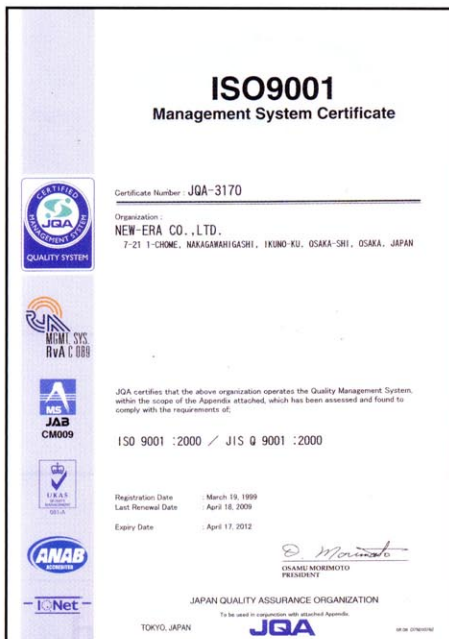 ISO9001
Management System Certificate
Certificate Number : JQA-3170
Organization :
NEW-ERA CO.,LTD.
7-21 1-CHOME, NAKAGAWAHIGASHI, IKUNO-KU, OSAKA-SHI, OSAKA, JAPAN
CERTIFIED
JQA
MANAGEMENT SYSTEM
QUALITY SYSTEM
MGMT. SYS.
RvA C 089
MS
JAB
CM009
UKAS
ANAB
ACCREDITED
IQNet
JQA certifies that the above organization operates the Quality Management System,
within the scope of the Appendix attached, which has been assessed and found to
comply with the requirements of;
ISO 9001 :2000 / JIS Q 9001 :2000
Registration Date : March 19, 1999
Last Renewal Date : April 18, 2009
Expiry Date : April 17, 2012
O. Morimoto
OSAMU MORIMOTO
PRESIDENT
JAPAN QUALITY ASSURANCE ORGANIZATION
To be used in conjunction with attached Appendix.
TOKYO, JAPAN
JQA